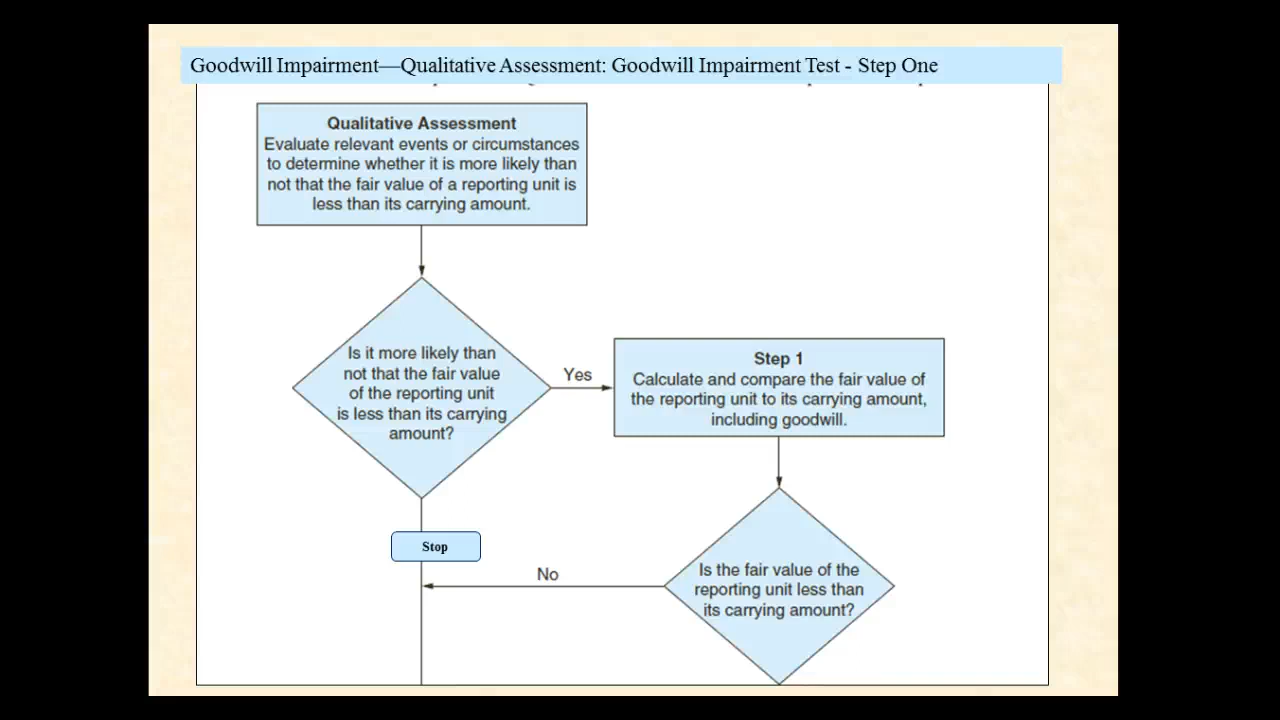 Goodwill Impairment—Qualitative Assessment: Goodwill Impairment Test - Step One
Qualitative Assessment
Evaluate relevant events or circumstances
to determine whether it is more likely than
not that the fair value of a reporting unit is
less than its carrying amount.
Is it more likely than
not that the fair value
of the reporting unit
is less than its carrying
amount?
Yes
Step 1
Calculate and compare the fair value of
the reporting unit to its carrying amount,
including goodwill.
Stop
No
Is the fair value of the
reporting unit less than
its carrying amount?